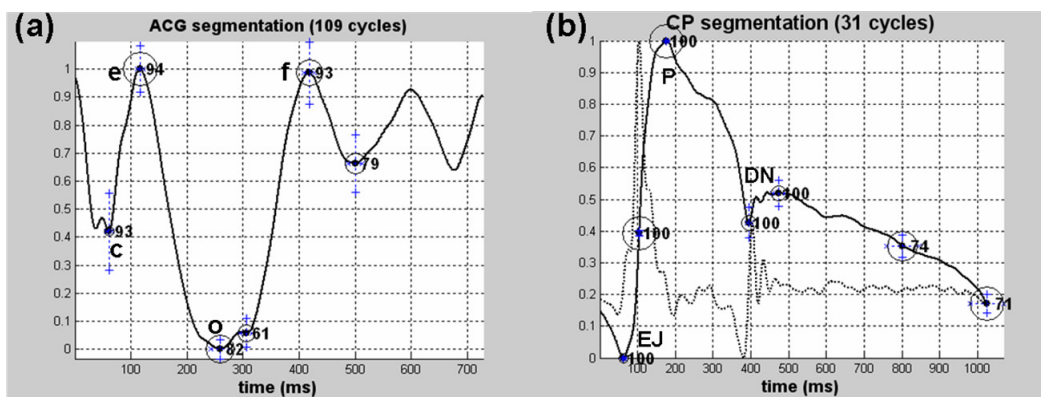 (a)
ACG segmentation (109 cycles)
1
0.9
0.8
0.7
0.6
0.5
0.4
0.3
0.2
0.1
0
e
94
f
93
79
93
c
o
82
61
100 200 300 400 500 600 700
time (ms)
(b)
CP segmentation (31 cycles)
1
0.9
0.8
0.7
0.6
0.5
0.4
0.3
0.2
0.1
0
100
P
DN
100
100
100
74
71
EJ
100
100 200 300 400 500 600 700 800 900 1000
time (ms)